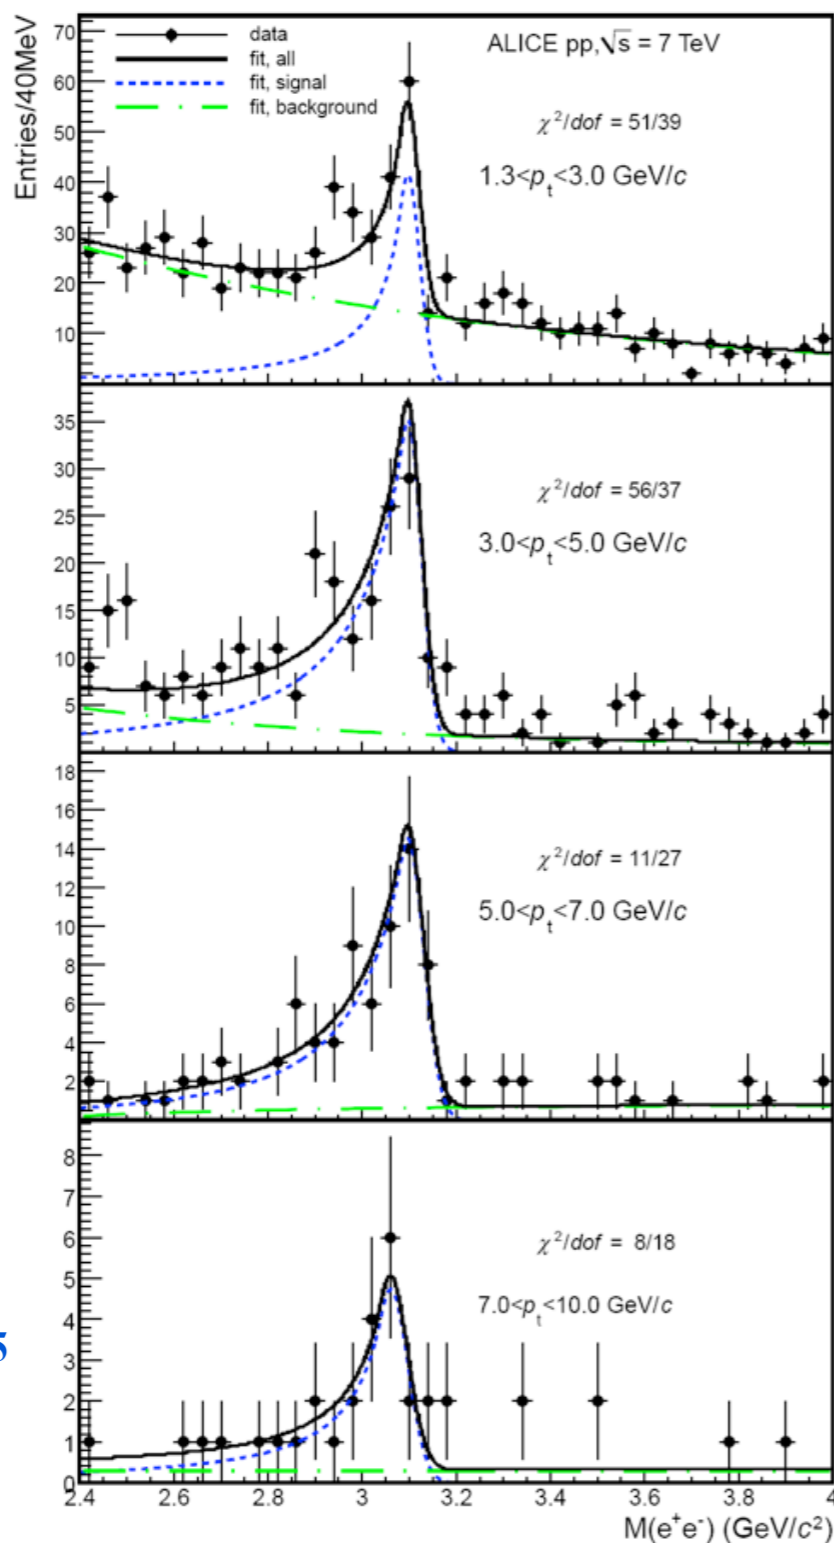 Entries/40MeV
data
fit, all
fit, signal
fit, background
ALICE pp,√s = 7 TeV
χ²/dof = 51/39
1.3<pₜ<3.0 GeV/c
70
60
50
40
30
20
10
χ²/dof = 56/37
3.0<pₜ<5.0 GeV/c
35
30
25
20
15
10
5
χ²/dof = 11/27
5.0<pₜ<7.0 GeV/c
18
16
14
12
10
8
6
4
2
χ²/dof = 8/18
7.0<pₜ<10.0 GeV/c
8
7
6
5
4
3
2
1
0
5
2.4 2.6 2.8 3 3.2 3.4 3.6 3.8 4
M(e⁺e⁻) (GeV/c²)